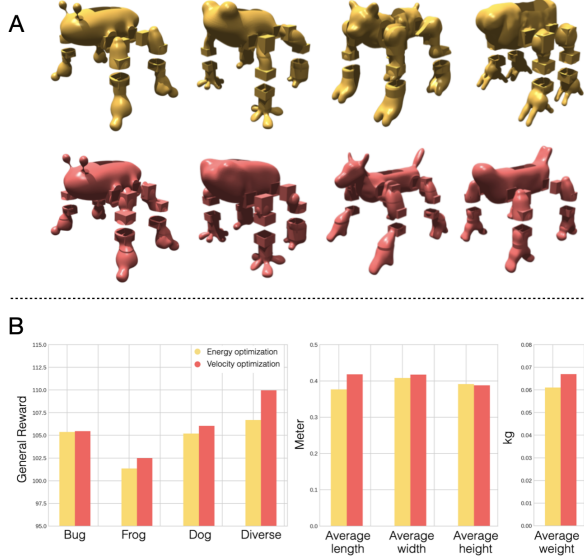 A
B
General Reward
115.0
112.5
110.0
107.5
105.0
102.5
100.0
97.5
95.0
Energy optimization
Velocity optimization
Bug Frog Dog Diverse
Meter
0.5
0.4
0.3
0.2
0.1
0.0
Average
length
Average
width
Average
height
kg
0.08
0.07
0.06
0.05
0.04
0.03
0.02
0.01
0.00
Average
weight